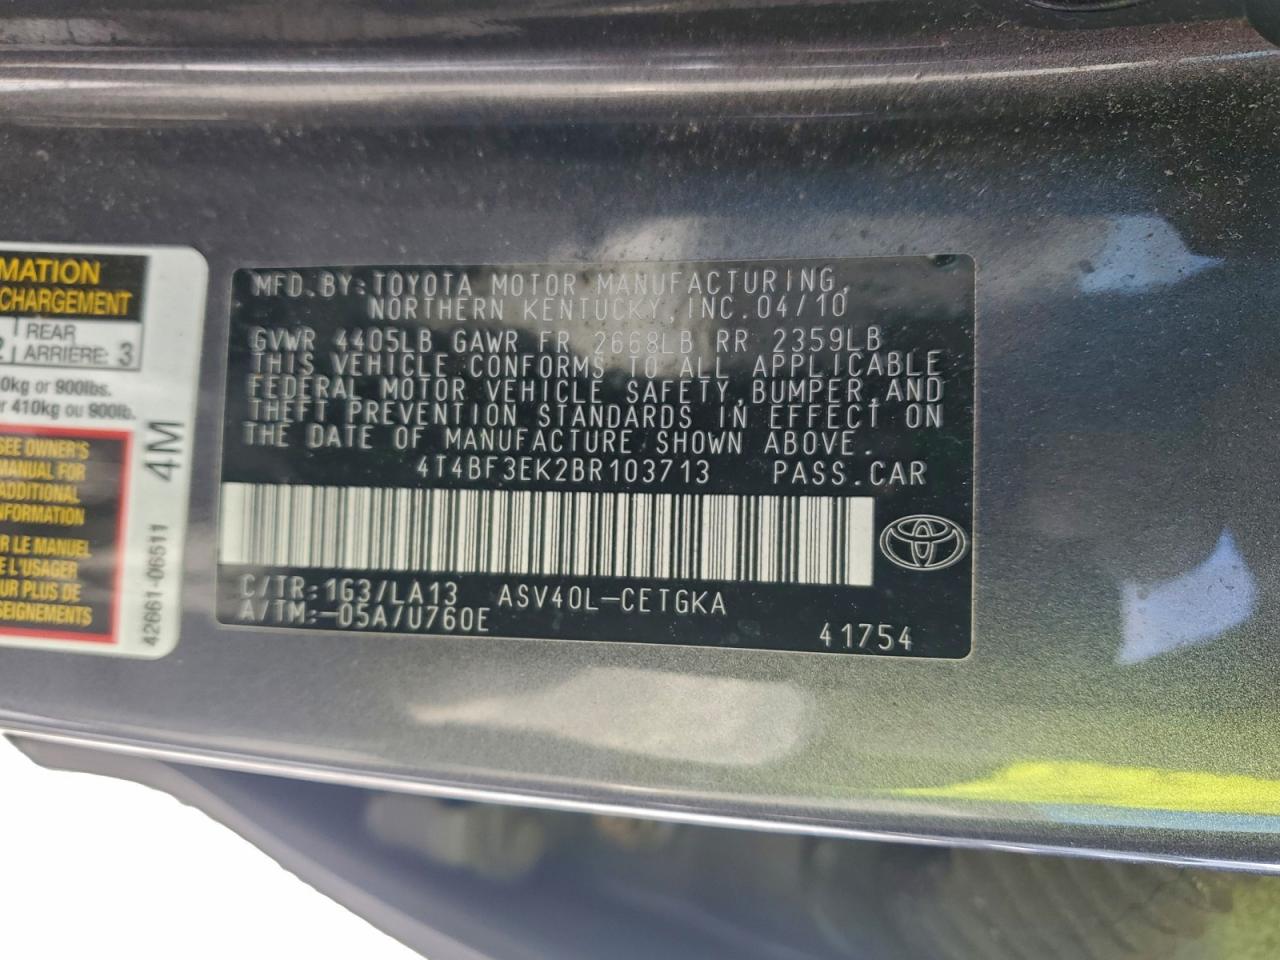 MATION
CHARGEMENT
REAR
ARRIERE: 3
0kg or 900lbs.
r 410kg ou 900lb.
SEE OWNER'S
MANUAL FOR
ADDITIONAL
INFORMATION
R LE MANUEL
E L'USAGER
UR PLUS DE
SEIGNEMENTS
4M
42661-06511
MFD.BY:TOYOTA MOTOR MANUFACTURING,
NORTHERN KENTUCKY, INC. 04/10
GVWR 4405LB GAWR FR 2668LB RR 2359LB
THIS VEHICLE CONFORMS TO ALL APPLICABLE
FEDERAL MOTOR VEHICLE SAFETY, BUMPER, AND
THEFT PREVENTION STANDARDS IN EFFECT ON
THE DATE OF MANUFACTURE SHOWN ABOVE.
4T4BF3EK2BR103713 PASS.CAR
C/TR:1G3/LA13 ASV40L-CETGKA
A/TM:-05A/U760E
41754